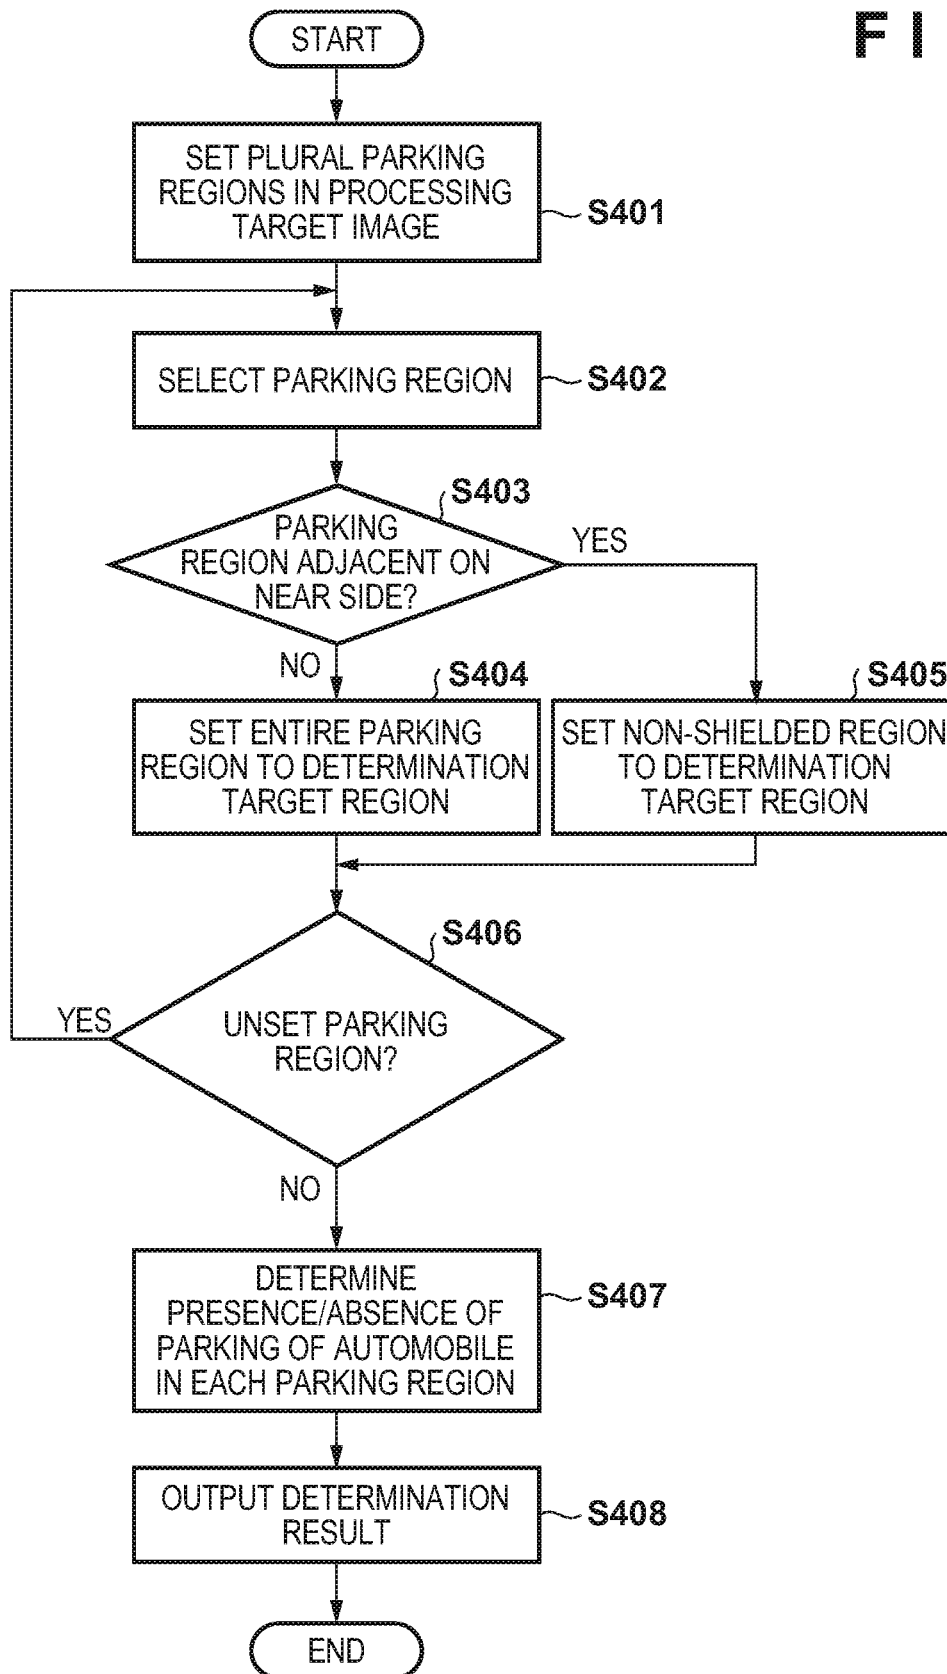 F I
START
SET PLURAL PARKING
REGIONS IN PROCESSING
TARGET IMAGE
S401
SELECT PARKING REGION
S402
S403
PARKING
REGION ADJACENT ON
NEAR SIDE?
YES
NO
S404
SET ENTIRE PARKING
REGION TO DETERMINATION
TARGET REGION
S405
SET NON-SHIELDED REGION
TO DETERMINATION
TARGET REGION
S406
UNSET PARKING
REGION?
YES
NO
DETERMINE
PRESENCE/ABSENCE OF
PARKING OF AUTOMOBILE
IN EACH PARKING REGION
S407
OUTPUT DETERMINATION
RESULT
S408
END